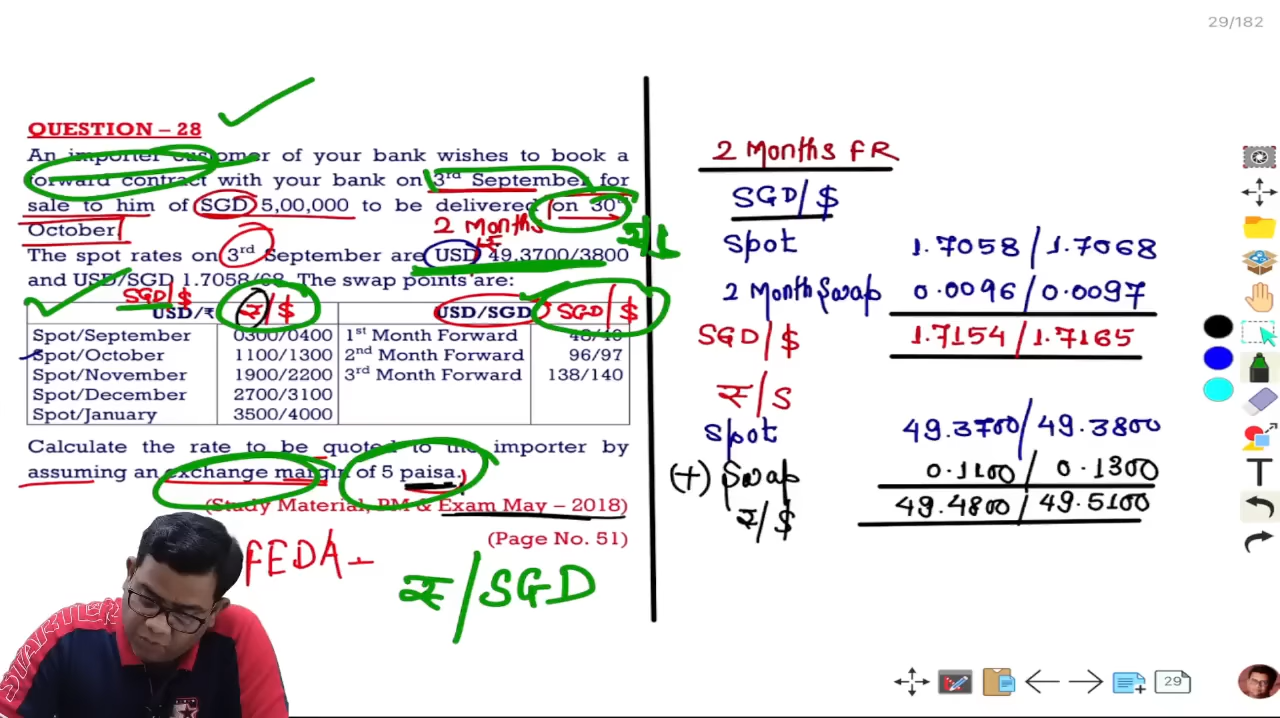 29/182
QUESTION – 28
An importer customer of your bank wishes to book a
forward contract with your bank on 3rd September for
sale to him of SGD 5,00,000 to be delivered on 30th
October.
2 Months
The spot rates on 3rd September are USD 49.3700/3800
₹/$
and USD/SGD 1.7058/68. The swap points are:
SGD/$
USD/₹ ₹/$ USD/SGD SGD/$
Spot/September 0300/0400 1st Month Forward 48/49
Spot/October 1100/1300 2nd Month Forward 96/97
Spot/November 1900/2200 3rd Month Forward 138/140
Spot/December 2700/3100
Spot/January 3500/4000
Calculate the rate to be quoted to the importer by
assuming an exchange margin of 5 paisa.
(Study Material, PM & Exam May – 2018)
(Page No. 51)
FEDA-
₹/SGD
2 Months FR
SGD/$
Spot 1.7058/1.7068
2 Month Swap 0.0096/0.0097
SGD/$ 1.7154/1.7165
₹/S
Spot 49.3700/49.3800
(+) Swap 0.1100/0.1300
₹/$ 49.4800/49.5100
STARTER
T
29